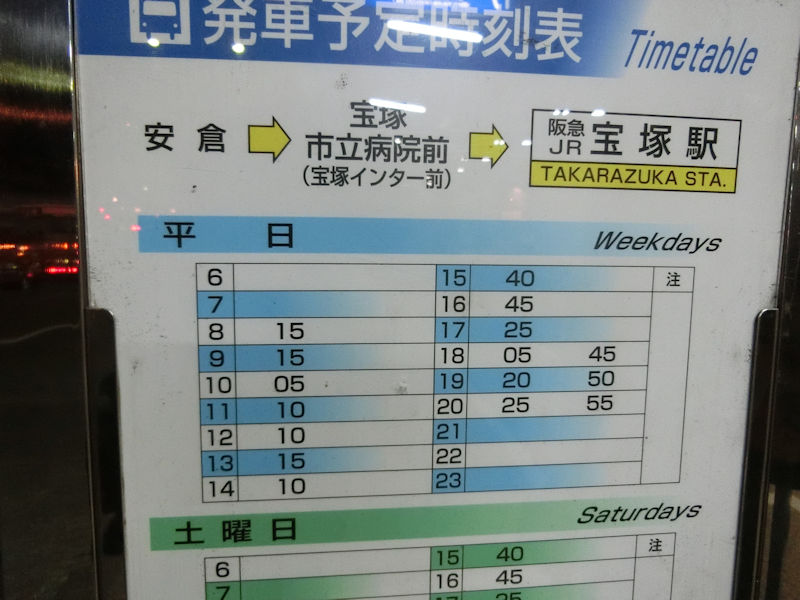 発車予定時刻表 Timetable
安倉 宝塚市立病院前 (宝塚インター前) 阪急 JR 宝塚駅
TAKARAZUKA STA.
平日 Weekdays
6 15 40 注
7 16 45
8 15 17 25
9 15 18 05 45
10 05 19 20 50
11 10 20 25 55
12 10 21
13 15 22
14 10 23
土曜日 Saturdays
6 15 40 注
7 16 45
17 25